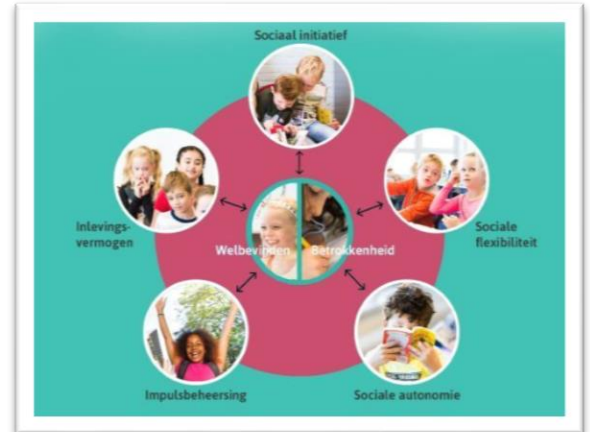 Sociaal initiatief
Inlevings-
vermogen
Sociale
flexibiliteit
Welbevinden
Betrokkenheid
Impulsbeheersing
Sociale autonomie